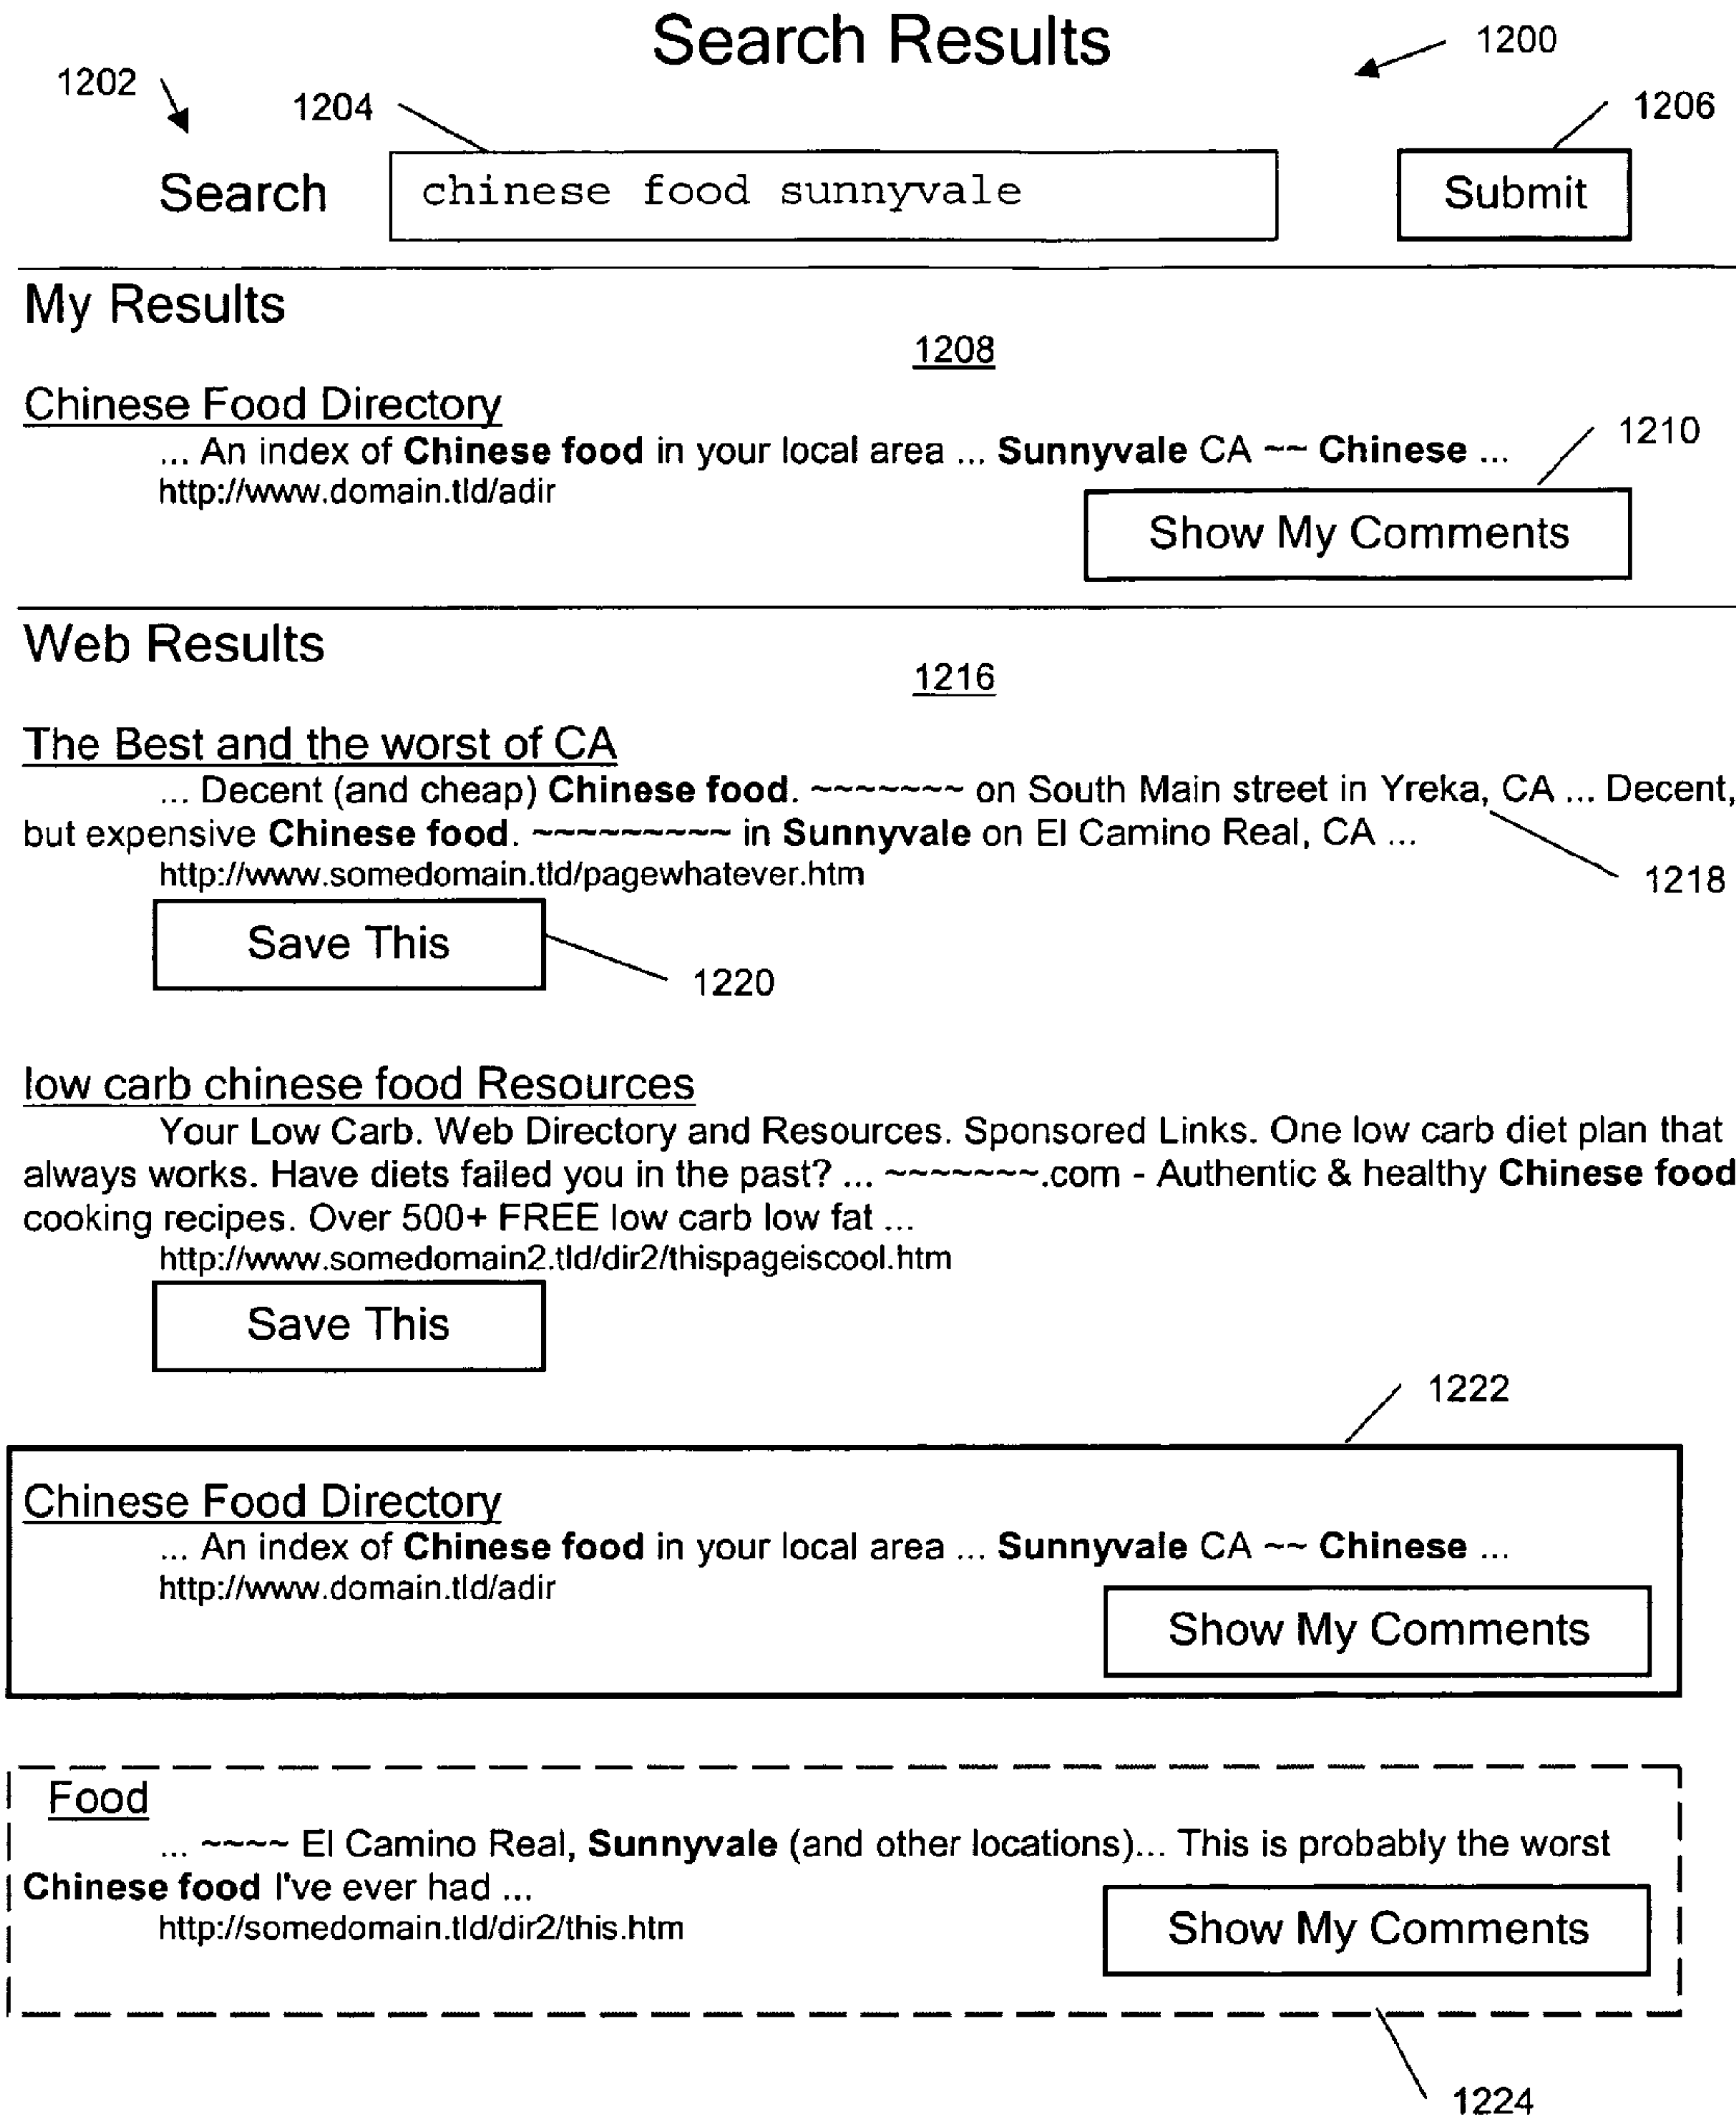 Search Results
1200
1202
1204
1206
Search
chinese food sunnyvale
Submit
My Results
1208
Chinese Food Directory
1210
... An index of Chinese food in your local area ... Sunnyvale CA ~~ Chinese ...
http://www.domain.tld/adir
Show My Comments
Web Results
1216
The Best and the worst of CA
... Decent (and cheap) Chinese food. ~~~~~~~ on South Main street in Yreka, CA ... Decent,
but expensive Chinese food. ~~~~~~~~~ in Sunnyvale on El Camino Real, CA ...
http://www.somedomain.tld/pagewhatever.htm
1218
Save This
1220
low carb chinese food Resources
Your Low Carb. Web Directory and Resources. Sponsored Links. One low carb diet plan that
always works. Have diets failed you in the past? ... ~~~~~~~.com - Authentic & healthy Chinese food
cooking recipes. Over 500+ FREE low carb low fat ...
http://www.somedomain2.tld/dir2/thispageiscool.htm
Save This
1222
Chinese Food Directory
... An index of Chinese food in your local area ... Sunnyvale CA ~~ Chinese ...
http://www.domain.tld/adir
Show My Comments
Food
... ~~~~ El Camino Real, Sunnyvale (and other locations)... This is probably the worst
Chinese food I've ever had ...
http://somedomain.tld/dir2/this.htm
Show My Comments
1224